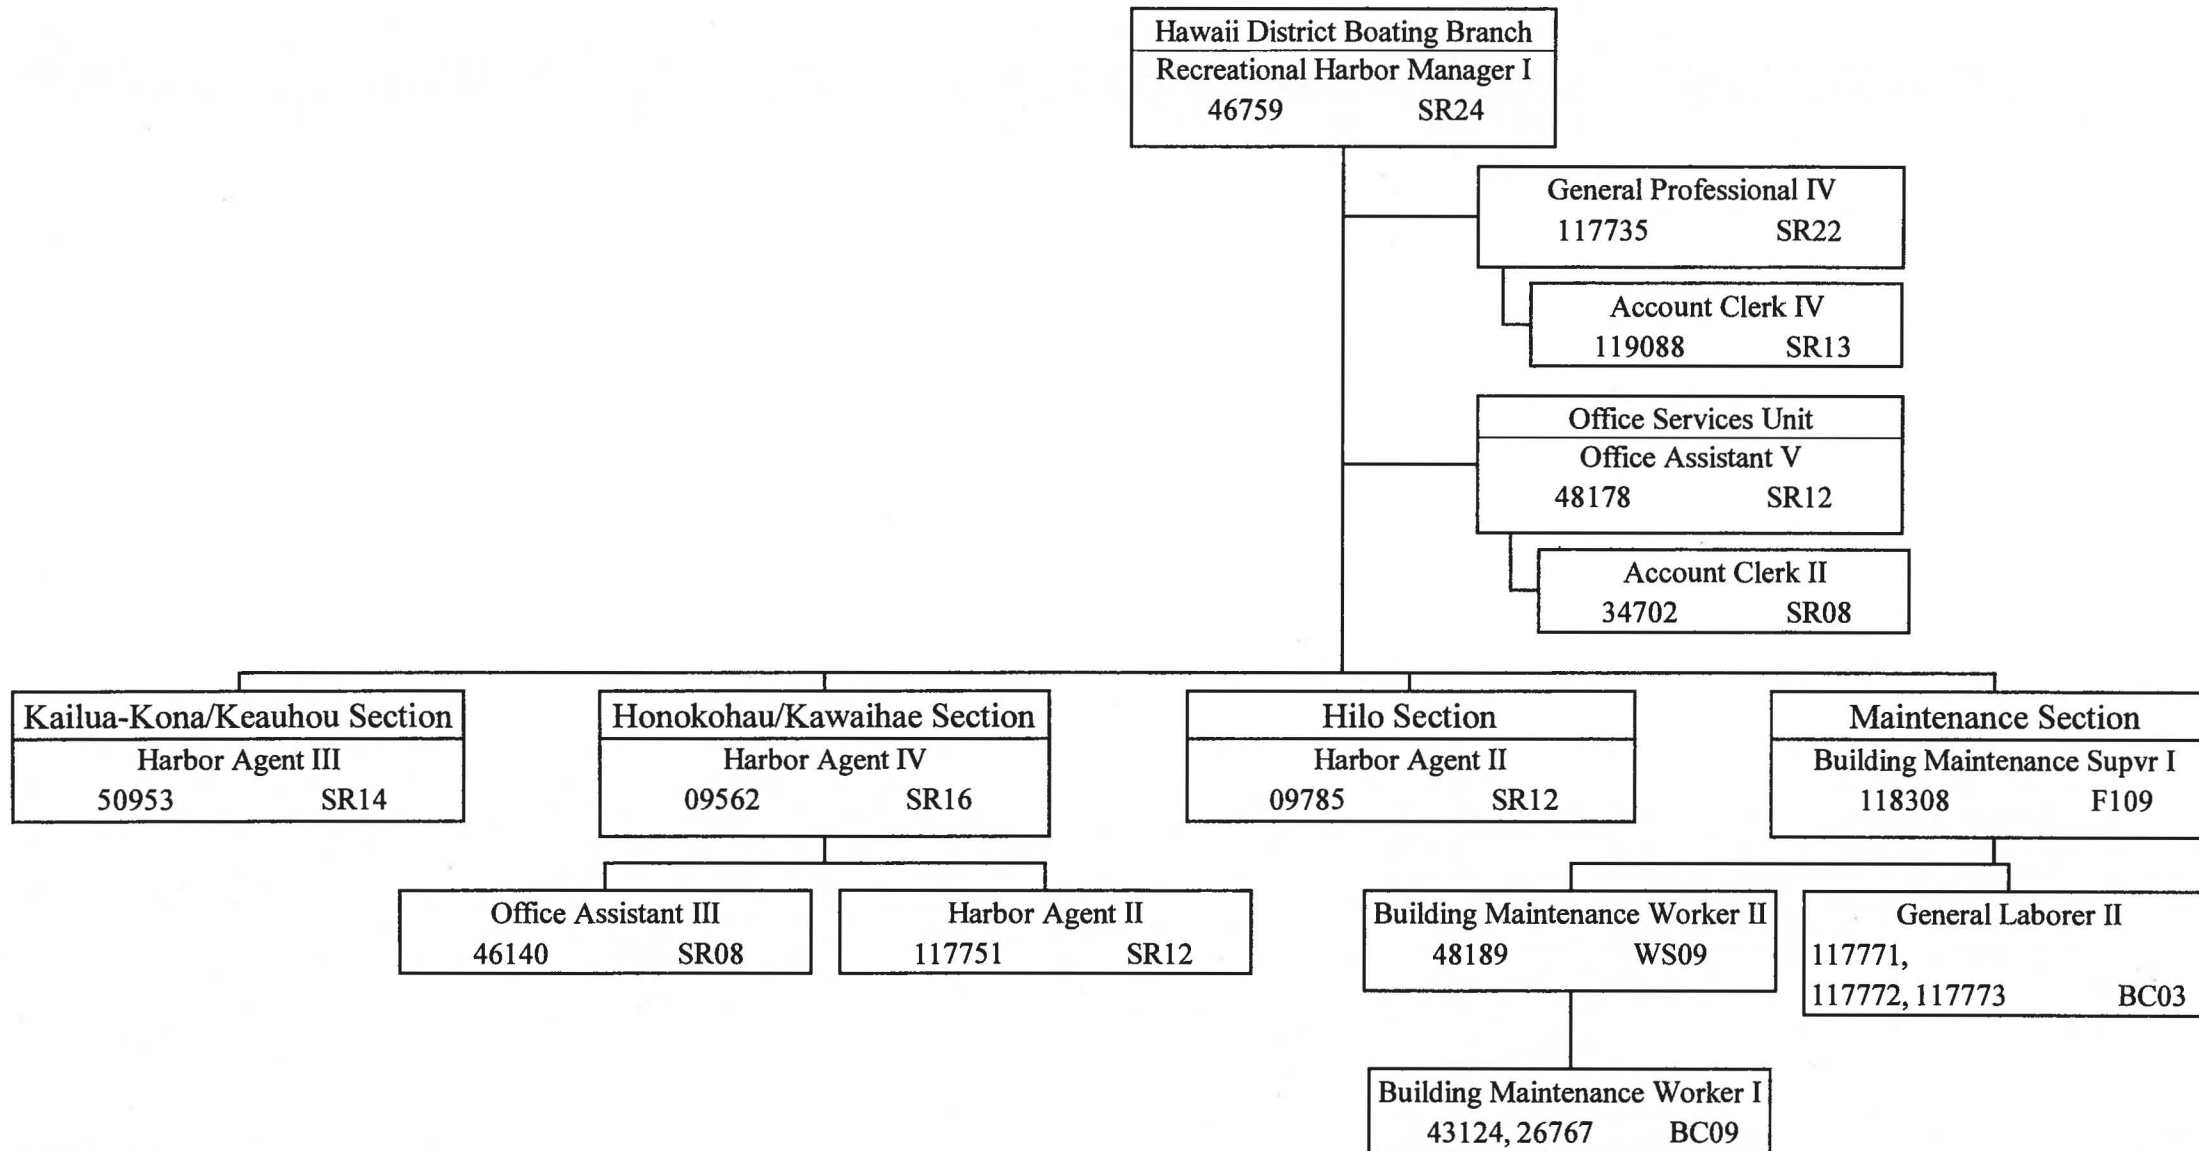 Hawaii District Boating Branch
Recreational Harbor Manager I
46759 SR24
General Professional IV
117735 SR22
Account Clerk IV
119088 SR13
Office Services Unit
Office Assistant V
48178 SR12
Account Clerk II
34702 SR08
Kailua-Kona/Keauhou Section
Harbor Agent III
50953 SR14
Honokohau/Kawaihae Section
Harbor Agent IV
09562 SR16
Hilo Section
Harbor Agent II
09785 SR12
Maintenance Section
Building Maintenance Supvr I
118308 F109
Office Assistant III
46140 SR08
Harbor Agent II
117751 SR12
Building Maintenance Worker II
48189 WS09
General Laborer II
117771,
117772, 117773 BC03
Building Maintenance Worker I
43124, 26767 BC09